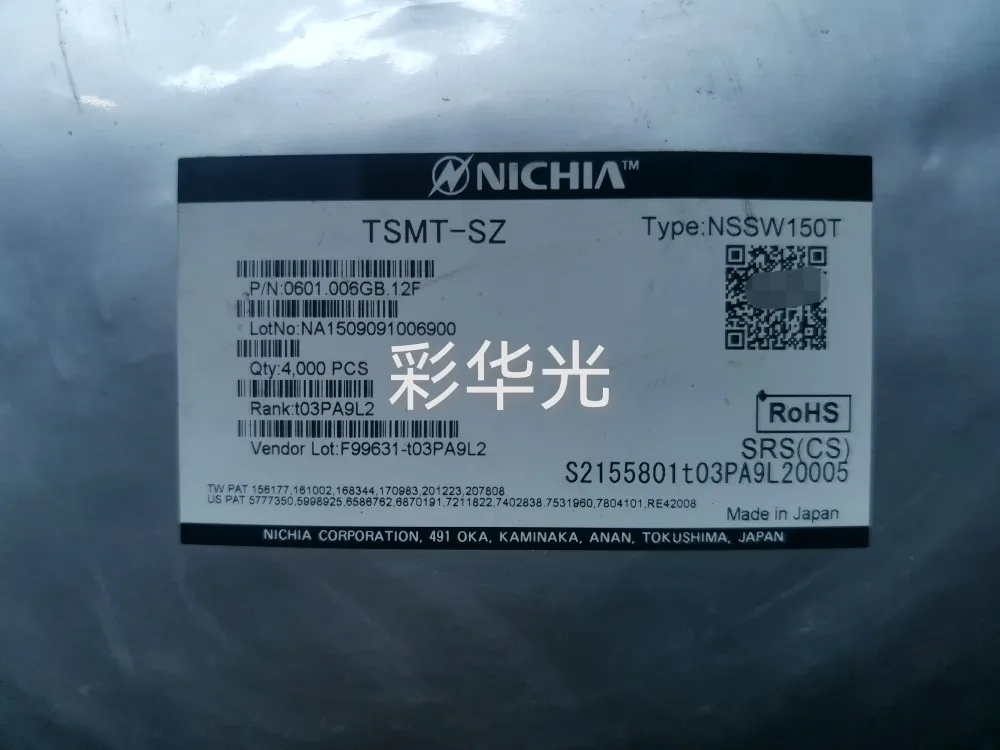 NICHIA™
TSMT-SZ
Type:NSSW150T
P/N:0601.006GB.12F
LotNo:NA1509091006900
Qty:4,000 PCS
彩华光
Rank:t03PA9L2
RoHS
Vendor Lot:F99631-t03PA9L2
SRS(CS)
S2155801t03PA9L20005
TW PAT 156177,161002,168344,170983,201223,207808
US PAT 5777350,5998925,6586762,6870191,7211822,7402838,7531960,7804101,RE42008
Made in Japan
NICHIA CORPORATION, 491 OKA, KAMINAKA, ANAN, TOKUSHIMA, JAPAN